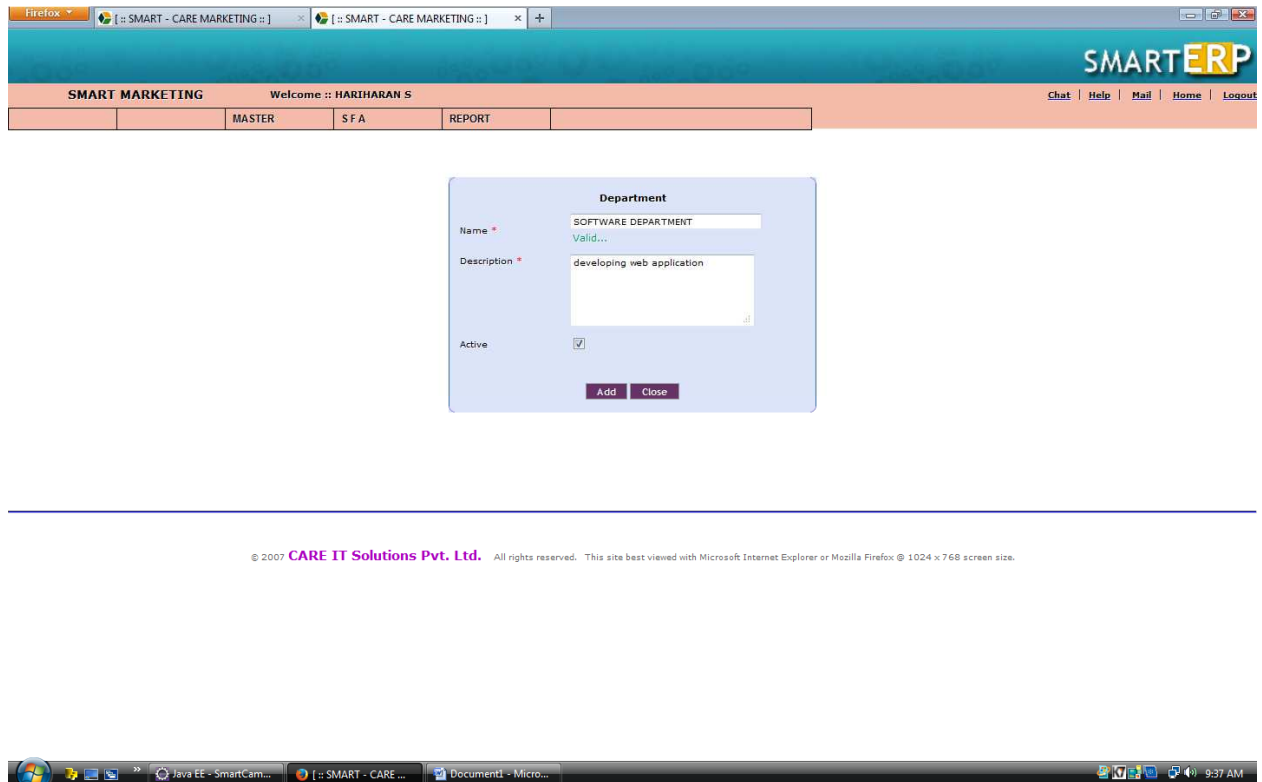 Firefox
[ :: SMART - CARE MARKETING :: ] × [ :: SMART - CARE MARKETING :: ] × +
SMARTERP
SMART MARKETING Welcome :: HARIHARAN S Chat | Help | Mail | Home | Logout
MASTER S F A REPORT
Department
Name * SOFTWARE DEPARTMENT
Valid...
Description * developing web application
Active
Add Close
© 2007 CARE IT Solutions Pvt. Ltd. All rights reserved. This site best viewed with Microsoft Internet Explorer or Mozilla Firefox @ 1024 x 768 screen size.
» Java EE - SmartCam... [ :: SMART - CARE ... Document1 - Micro... 9:37 AM